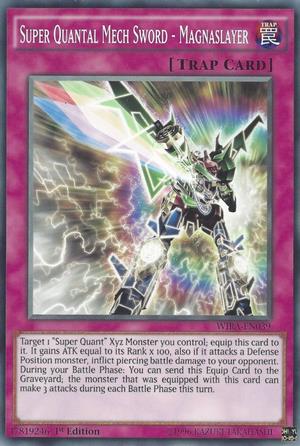 Super Quantal Mech Sword - Magnaslayer
TRAP
罠
[TRAP CARD]
WIRA-EN039
Target 1 "Super Quant" Xyz Monster you control; equip this card to
it. It gains ATK equal to its Rank x 100, also if it attacks a Defense
Position monster, inflict piercing battle damage to your opponent.
During your Battle Phase: You can send this Equip Card to the
Graveyard; the monster that was equipped with this card can
make 3 attacks during each Battle Phase this turn.
37819246
1st Edition
©1996 KAZUKI TAKAHASHI